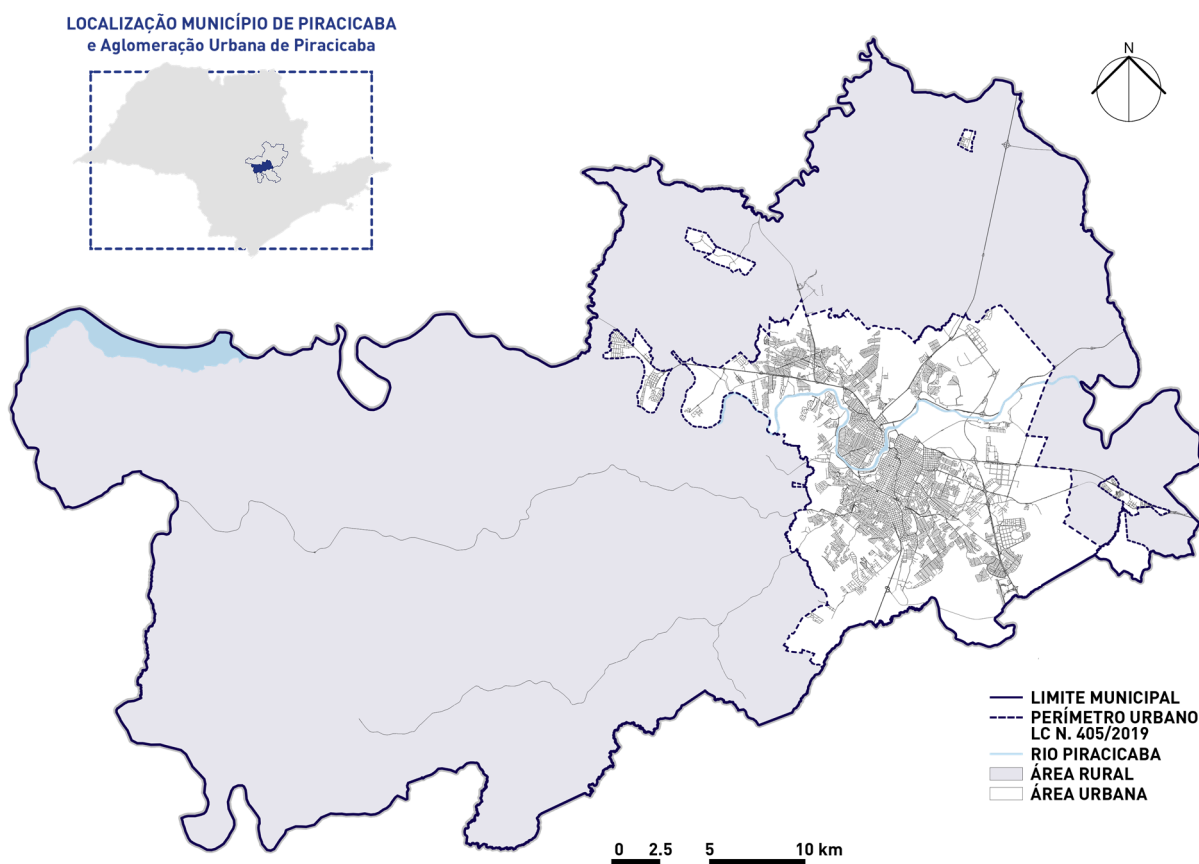 LOCALIZAÇÃO MUNICÍPIO DE PIRACICABA
e Aglomeração Urbana de Piracicaba
N
LIMITE MUNICIPAL
PERÍMETRO URBANO
LC N. 405/2019
RIO PIRACICABA
ÁREA RURAL
ÁREA URBANA
0 2.5 5 10 km